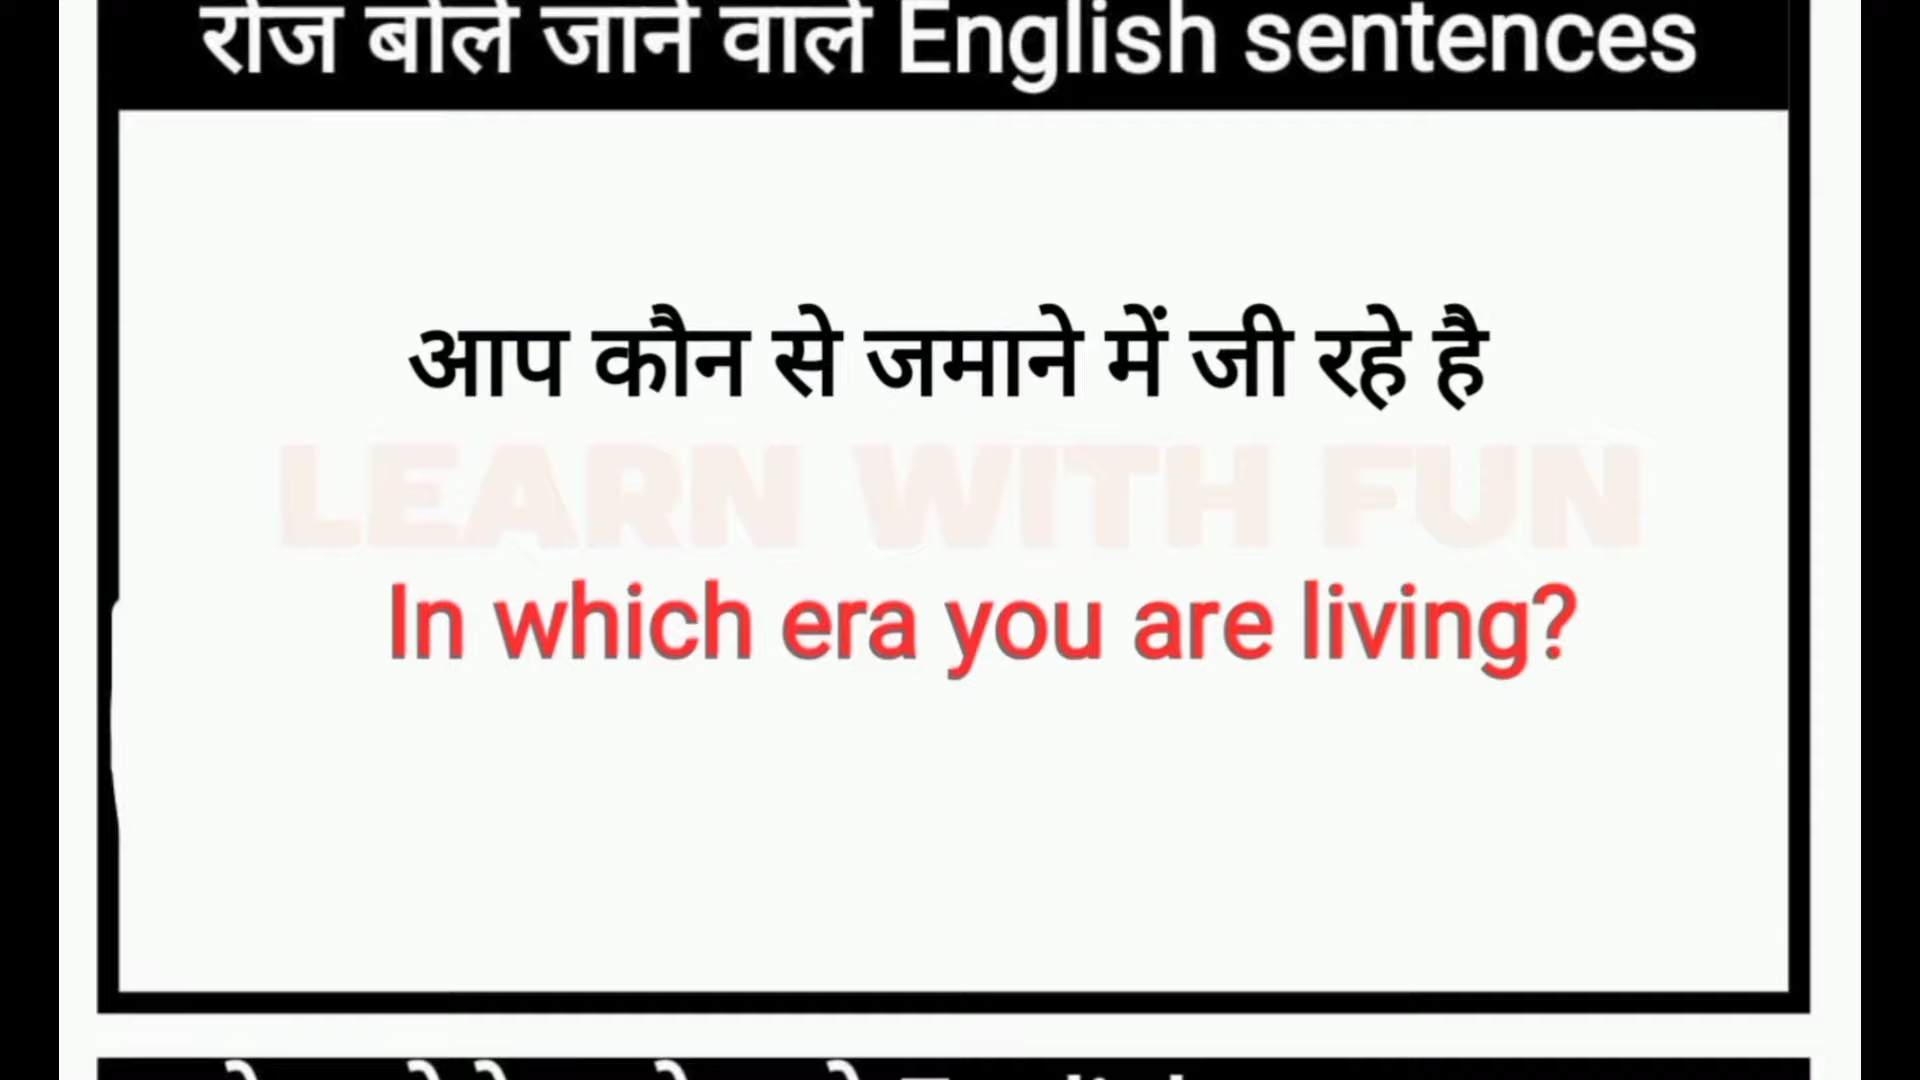 रोज बोले जाने वाले English sentences
आप कौन से जमाने में जी रहे है
LEARN WITH FUN
In which era you are living?